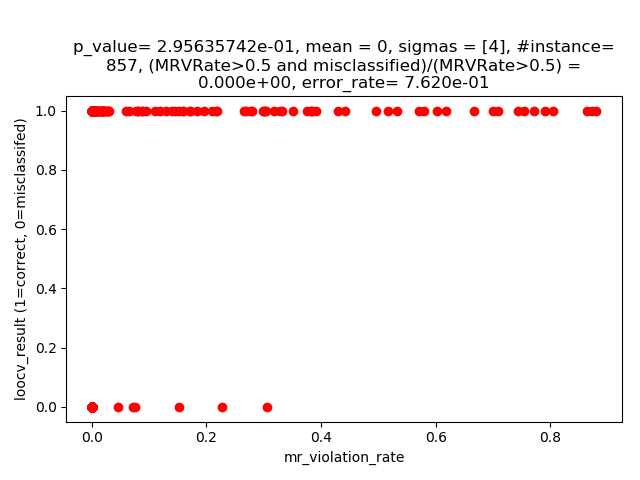 p_value= 2.95635742e-01, mean = 0, sigmas = [4], #instance=
857, (MRVRate>0.5 and misclassified)/(MRVRate>0.5) =
0.000e+00, error_rate= 7.620e-01
1.0
0.8
0.6
0.4
0.2
0.0
loocv_result (1=correct, 0=misclassifed)
0.0
0.2
0.4
0.6
0.8
mr_violation_rate